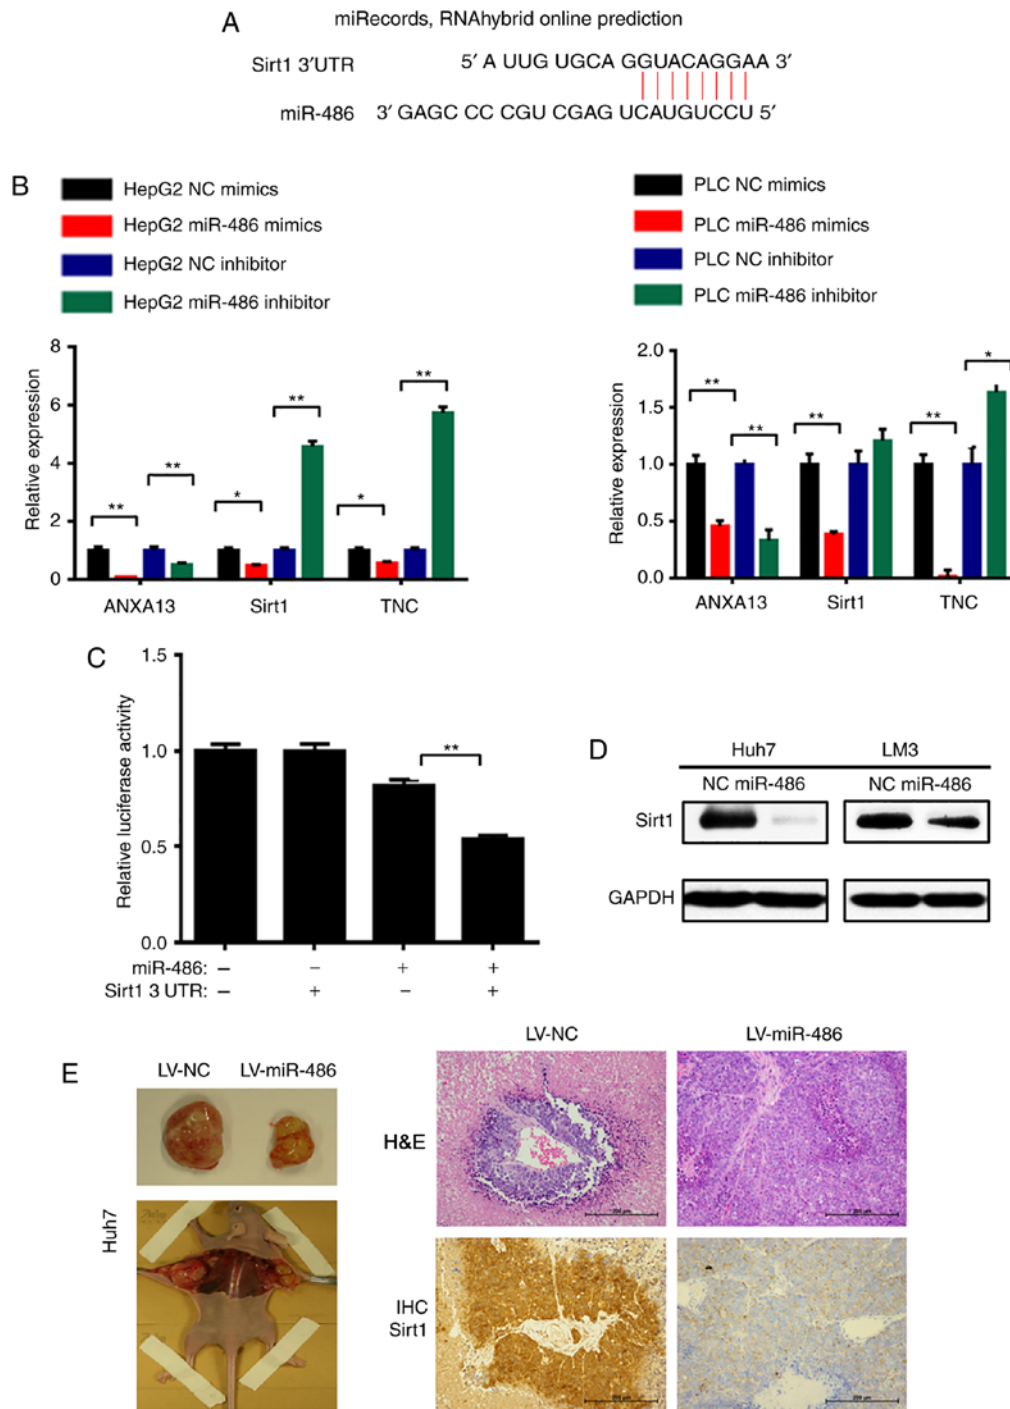 A
miRecords, RNAhybrid online prediction
Sirt1 3′UTR 5′ A UUG UGCA GGUACAGGAA 3′
miR-486 3′ GAGC CC CGU CGAG UCAUGUCCU 5′
B
HepG2 NC mimics
HepG2 miR-486 mimics
HepG2 NC inhibitor
HepG2 miR-486 inhibitor
PLC NC mimics
PLC miR-486 mimics
PLC NC inhibitor
PLC miR-486 inhibitor
Relative expression
8
6
4
2
0
** ** * ** * **
ANXA13 Sirt1 TNC
Relative expression
2.0
1.5
1.0
0.5
0.0
** ** ** ** *
ANXA13 Sirt1 TNC
C
Relative luciferase activity
1.5
1.0
0.5
0.0
**
miR-486: – – + +
Sirt1 3 UTR: – + – +
D
Huh7 LM3
NC miR-486 NC miR-486
Sirt1
GAPDH
E
LV-NC LV-miR-486
Huh7
LV-NC LV-miR-486
H&E
IHC
Sirt1